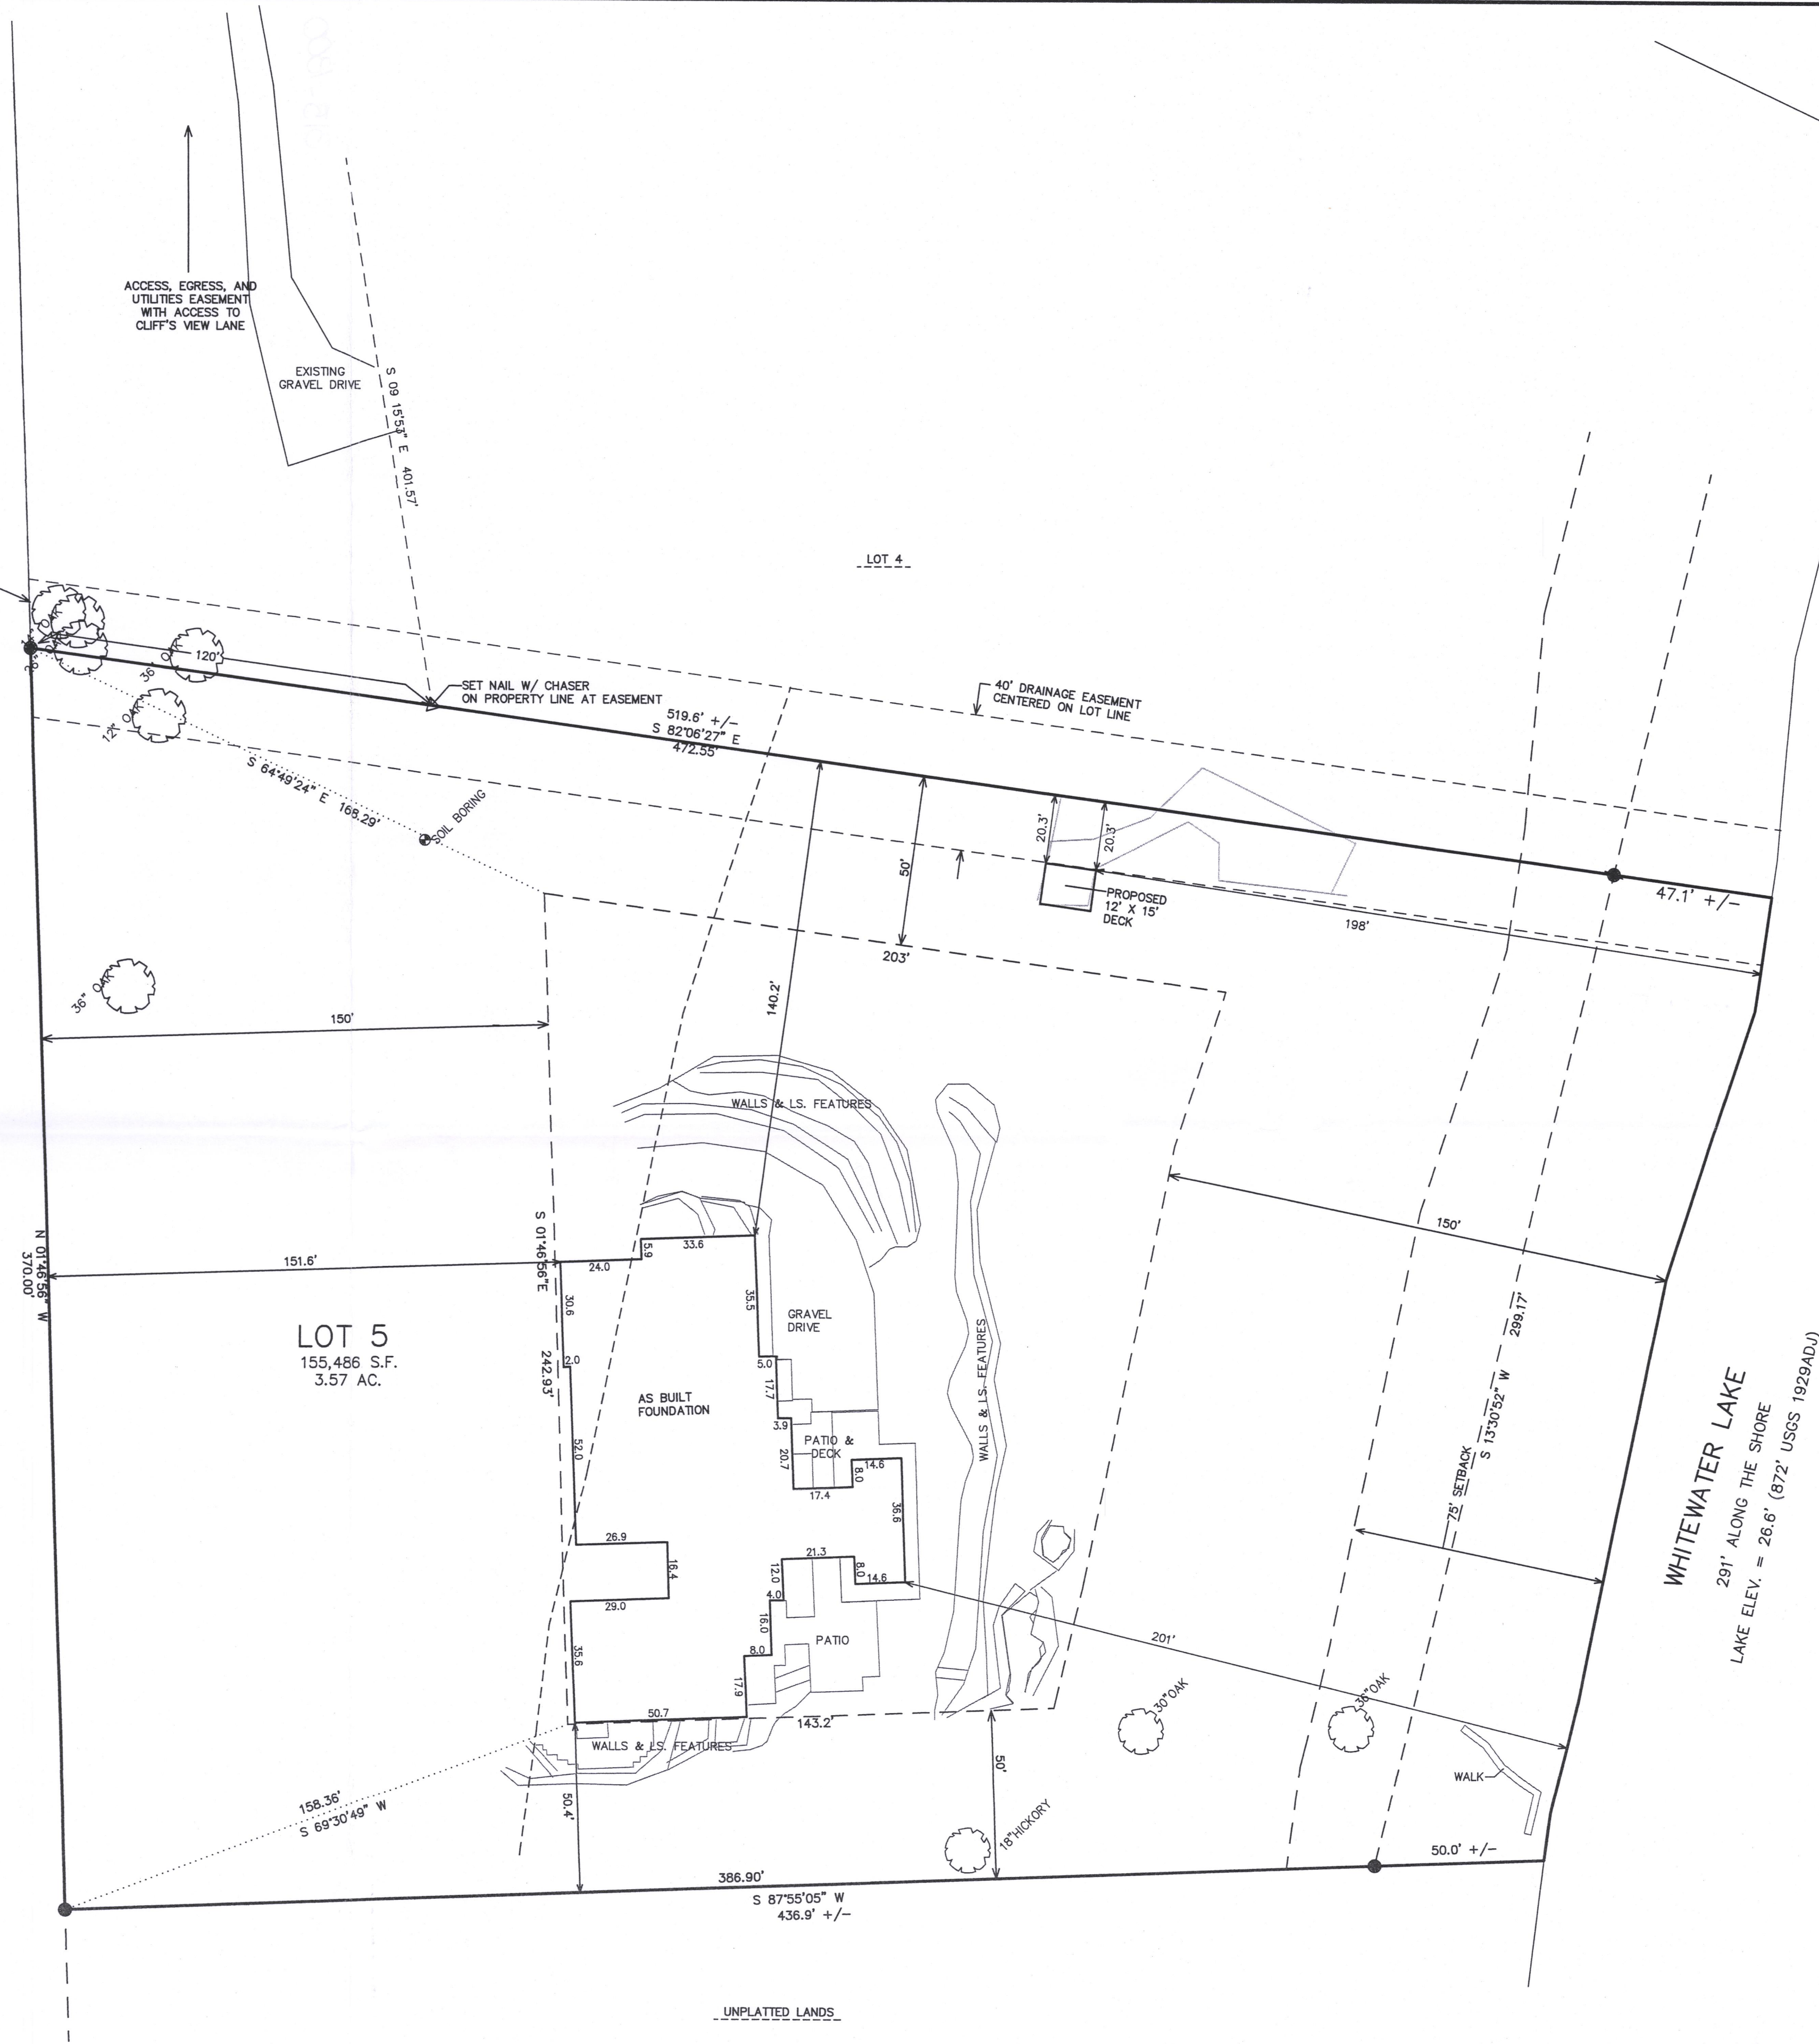 ACCESS, EGRESS, AND
UTILITIES EASEMENT
WITH ACCESS TO
CLIFF'S VIEW LANE
EXISTING
GRAVEL DRIVE
S 09 15'53" E 401.57'
LOT 4
OAK
36" OAK
120'
12" OAK
SET NAIL W/ CHASER
ON PROPERTY LINE AT EASEMENT
40' DRAINAGE EASEMENT
CENTERED ON LOT LINE
519.6' +/-
S 82°06'27" E
472.55'
S 64°49'24" E 168.29'
SOIL BORING
20.3'
20.3'
50'
PROPOSED
12' X 15'
DECK
47.1' +/-
198'
203'
140.2'
36" OAK
150'
WALLS & LS. FEATURES
N 01°46'56" W
370.00'
S 01°46'56"E
242.93'
151.6'
24.0
5.9
33.6
150'
30.6
35.5
GRAVEL
DRIVE
WALLS & LS. FEATURES
LOT 5
155,486 S.F.
3.57 AC.
2.0
5.0
17.7
AS BUILT
FOUNDATION
3.9
PATIO &
DECK
20.7
14.6
8.0
17.4
52.0
36.6
75' SETBACK
S 13°30'52" W 299.17'
WHITEWATER LAKE
291' ALONG THE SHORE
LAKE ELEV. = 26.6' (872' USGS 1929ADJ)
26.9
16.4
29.0
21.3
12.0
8.0
14.6
4.0
16.0
35.6
8.0
PATIO
17.9
201'
30"OAK
36"OAK
50.7
143.2'
WALLS & LS. FEATURES
50'
WALK
158.36'
S 69°30'49" W
50.4'
18"HICKORY
50.0' +/-
386.90'
S 87°55'05" W
436.9' +/-
UNPLATTED LANDS